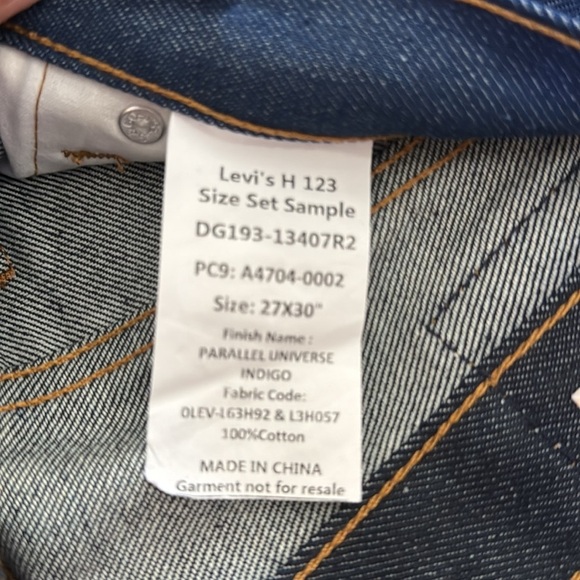 Levi's H 123
Size Set Sample
DG193-13407R2
PC9: A4704-0002
Size: 27X30"
Finish Name :
PARALLEL UNIVERSE
INDIGO
Fabric Code:
0LEV-L63H92 & L3H057
100%Cotton
MADE IN CHINA
Garment not for resale